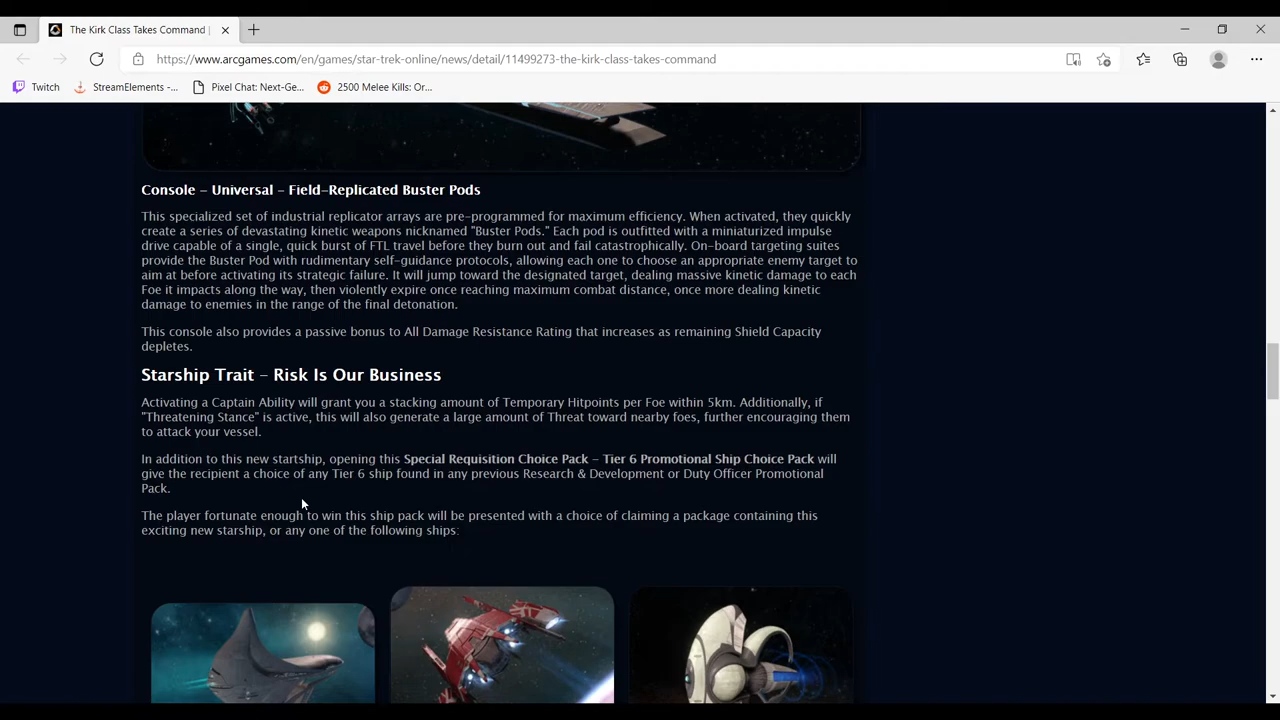 The Kirk Class Takes Command |
https://www.arcgames.com/en/games/star-trek-online/news/detail/11499273-the-kirk-class-takes-command
Twitch
StreamElements -...
Pixel Chat: Next-Ge...
2500 Melee Kills: Or...
Console – Universal – Field-Replicated Buster Pods
This specialized set of industrial replicator arrays are pre-programmed for maximum efficiency. When activated, they quickly
create a series of devastating kinetic weapons nicknamed "Buster Pods." Each pod is outfitted with a miniaturized impulse
drive capable of a single, quick burst of FTL travel before they burn out and fail catastrophically. On-board targeting suites
provide the Buster Pod with rudimentary self-guidance protocols, allowing each one to choose an appropriate enemy target to
aim at before activating its strategic failure. It will jump toward the designated target, dealing massive kinetic damage to each
Foe it impacts along the way, then violently expire once reaching maximum combat distance, once more dealing kinetic
damage to enemies in the range of the final detonation.
This console also provides a passive bonus to All Damage Resistance Rating that increases as remaining Shield Capacity
depletes.
Starship Trait – Risk Is Our Business
Activating a Captain Ability will grant you a stacking amount of Temporary Hitpoints per Foe within 5km. Additionally, if
"Threatening Stance" is active, this will also generate a large amount of Threat toward nearby foes, further encouraging them
to attack your vessel.
In addition to this new startship, opening this Special Requisition Choice Pack – Tier 6 Promotional Ship Choice Pack will
give the recipient a choice of any Tier 6 ship found in any previous Research & Development or Duty Officer Promotional
Pack.
The player fortunate enough to win this ship pack will be presented with a choice of claiming a package containing this
exciting new starship, or any one of the following ships: